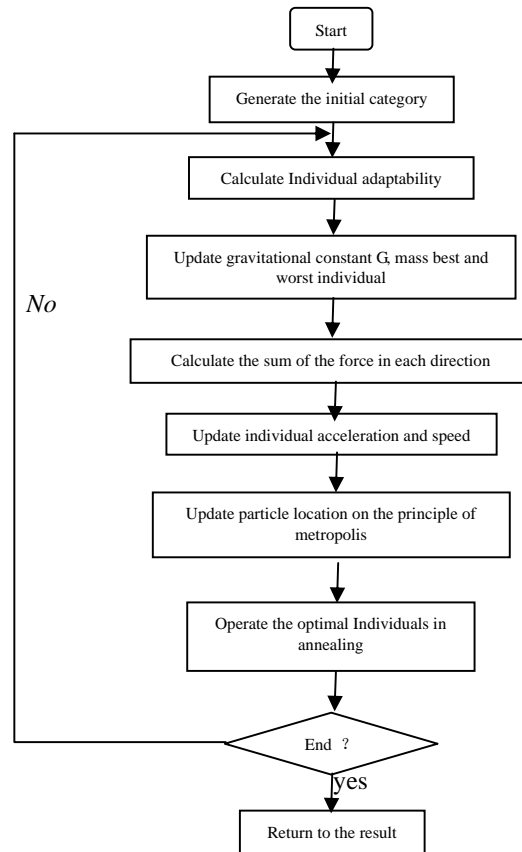 Start
Generate the initial category
Calculate Individual adaptability
Update gravitational constant G, mass best and
worst individual
No
Calculate the sum of the force in each direction
Update individual acceleration and speed
Update particle location on the principle of
metropolis
Operate the optimal Individuals in
annealing
End ？
yes
Return to the result